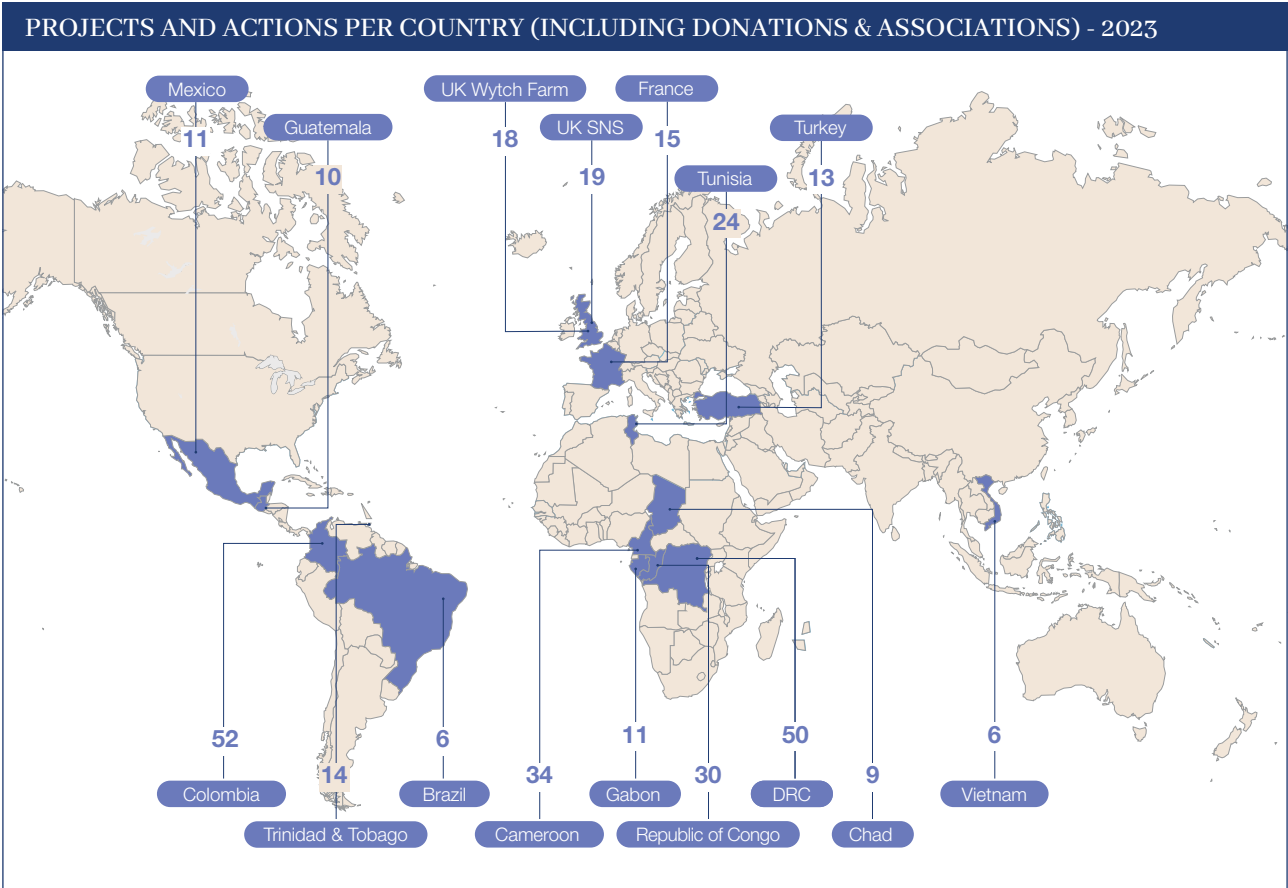 PROJECTS AND ACTIONS PER COUNTRY (INCLUDING DONATIONS & ASSOCIATIONS) - 2023
Mexico
11
Guatemala
10
UK Wytch Farm
18
UK SNS
19
France
15
Tunisia
24
Turkey
13
52
Colombia
14
Trinidad & Tobago
6
Brazil
34
Cameroon
11
Gabon
30
Republic of Congo
50
DRC
9
Chad
6
Vietnam